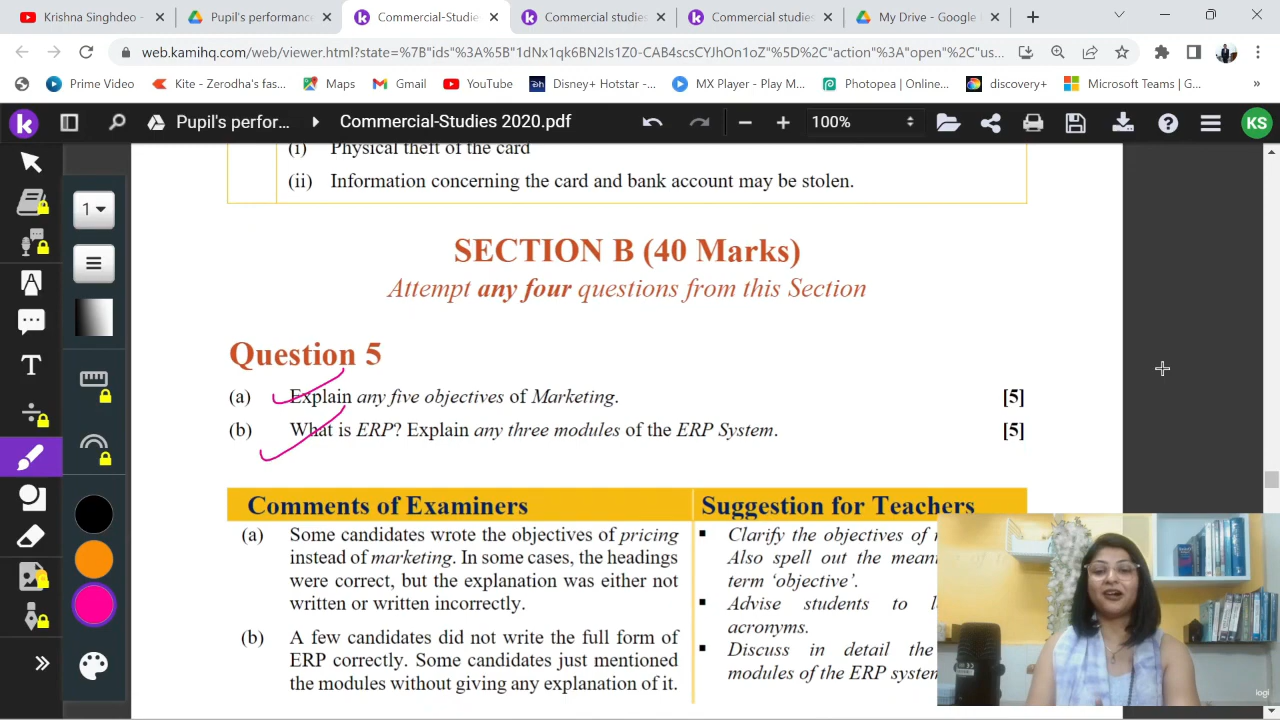 Krishna Singhdeo - YouTube
Pupil's performance
Commercial-Studies
Commercial studies
Commercial studies
My Drive - Google
web.kamihq.com/web/viewer.html?state=%7B"ids"%3A%5B"1dNx1qk6BN2Is1Z0-CAB4scsCYJhOn1oZ"%5D%2C"action"%3A"open"%2C"us...
Prime Video
Kite - Zerodha's fas...
Maps
Gmail
YouTube
Disney+ Hotstar -...
MX Player - Play M...
Photopea | Online...
discovery+
Microsoft Teams | G...
»
Pupil's perfor...
Commercial-Studies 2020.pdf
100%
KS
1
(i) Physical theft of the card
(ii) Information concerning the card and bank account may be stolen.
SECTION B (40 Marks)
Attempt any four questions from this Section
Question 5
(a) Explain any five objectives of Marketing. [5]
(b) What is ERP? Explain any three modules of the ERP System. [5]
Comments of Examiners
(a) Some candidates wrote the objectives of pricing
instead of marketing. In some cases, the headings
were correct, but the explanation was either not
written or written incorrectly.
(b) A few candidates did not write the full form of
ERP correctly. Some candidates just mentioned
the modules without giving any explanation of it.
Suggestion for Teachers
Clarify the objectives of
Also spell out the mean
term 'objective'.
Advise students to
acronyms.
Discuss in detail the
modules of the ERP system
logi